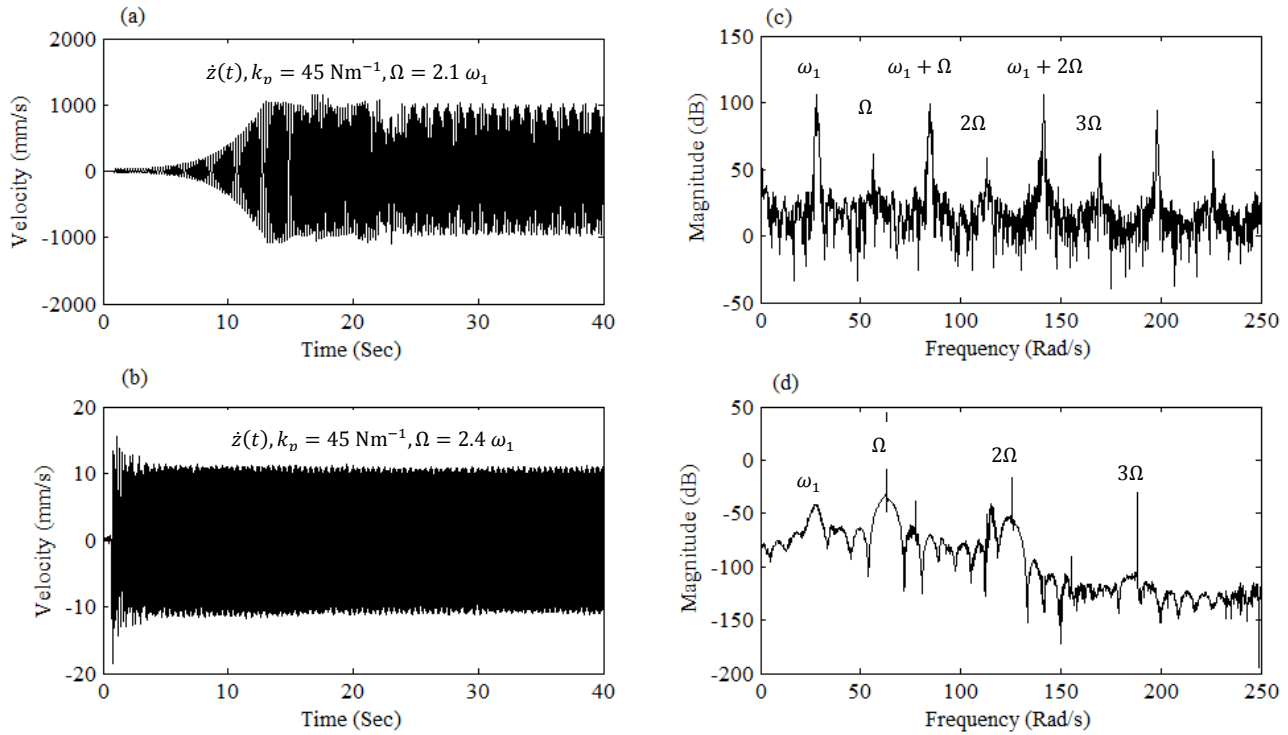 (a)
2000
1000
0
-1000
-2000
Velocity (mm/s)
ż(t), kₚ = 45 Nm⁻¹, Ω = 2.1 ω₁
0 10 20 30 40
Time (Sec)
(c)
150
100
50
0
-50
Magnitude (dB)
ω₁ ω₁ + Ω ω₁ + 2Ω
Ω 2Ω 3Ω
0 50 100 150 200 250
Frequency (Rad/s)
(b)
20
10
0
-10
-20
Velocity (mm/s)
ż(t), kₚ = 45 Nm⁻¹, Ω = 2.4 ω₁
0 10 20 30 40
Time (Sec)
(d)
50
0
-50
-100
-150
-200
Magnitude (dB)
ω₁ Ω 2Ω 3Ω
0 50 100 150 200 250
Frequency (Rad/s)